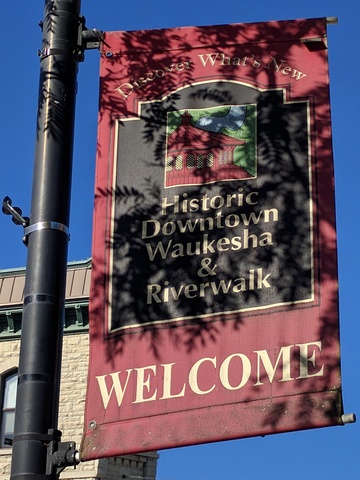 Discover What's New
Historic
Downtown
Waukesha
&
Riverwalk
WELCOME